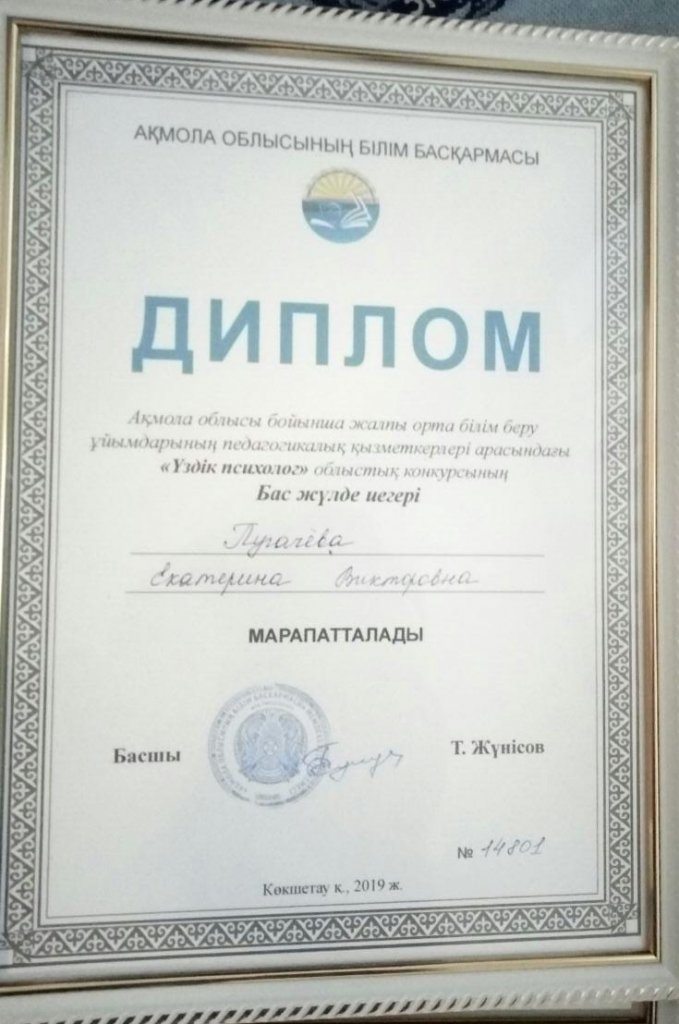 АҚМОЛА ОБЛЫСЫНЫҢ БІЛІМ БАСҚАРМАСЫ
ДИПЛОМ
Ақмола облысы бойынша жалпы орта білім беру
ұйымдарының педагогикалық қызметкерлері арасындағы
«Үздік психолог» облыстық конкурсының
Бас жүлде иегері
Пугачёва
Екатерина Викторовна
МАРАПАТТАЛАДЫ
Басшы
Т. Жүнісов
№ 14801
Көкшетау қ., 2019 ж.